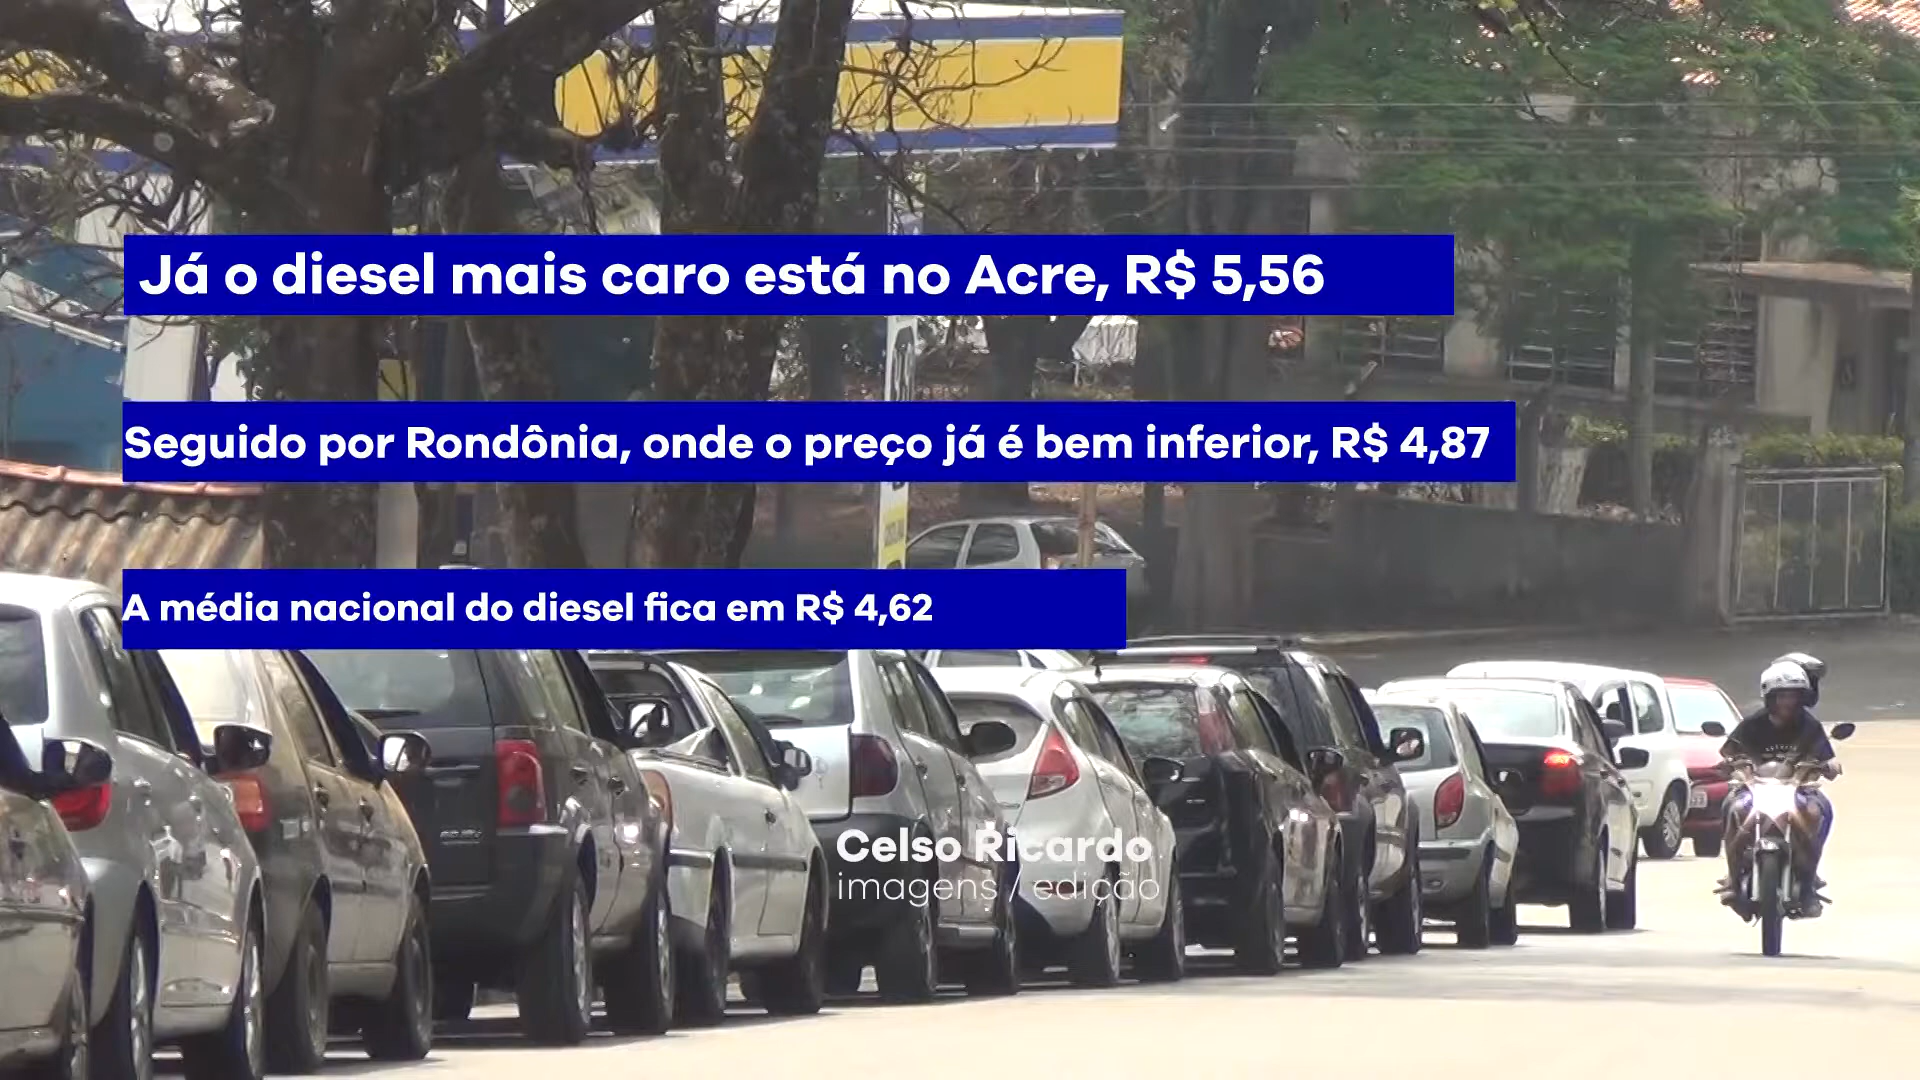 Já o diesel mais caro está no Acre, R$ 5,56
Seguido por Rondônia, onde o preço já é bem inferior, R$ 4,87
A média nacional do diesel fica em R$ 4,62
Celso Ricardo
imagens / edição